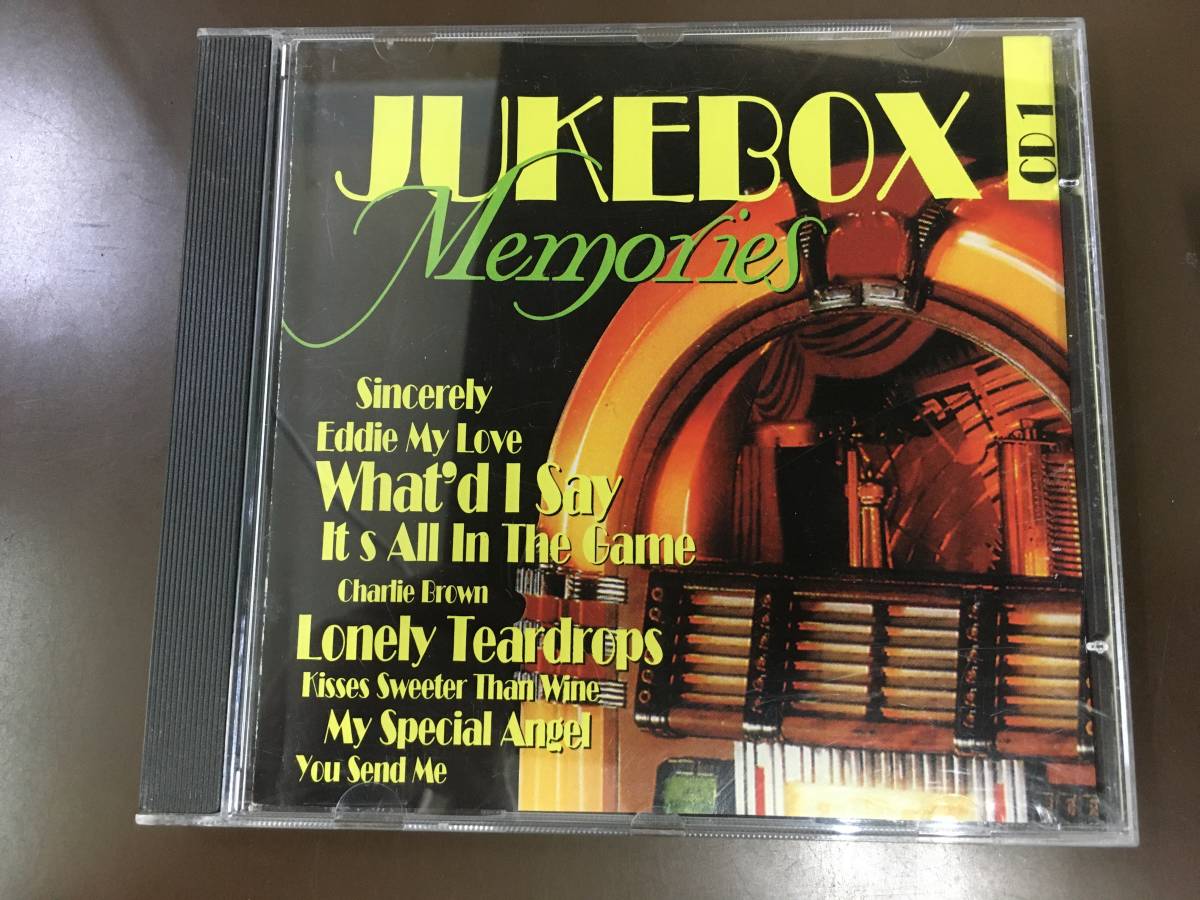 JUKEBOX
Memories
CD 1
Sincerely
Eddie My Love
What'd I Say
It s All In The Game
Charlie Brown
Lonely Teardrops
Kisses Sweeter Than Wine
My Special Angel
You Send Me